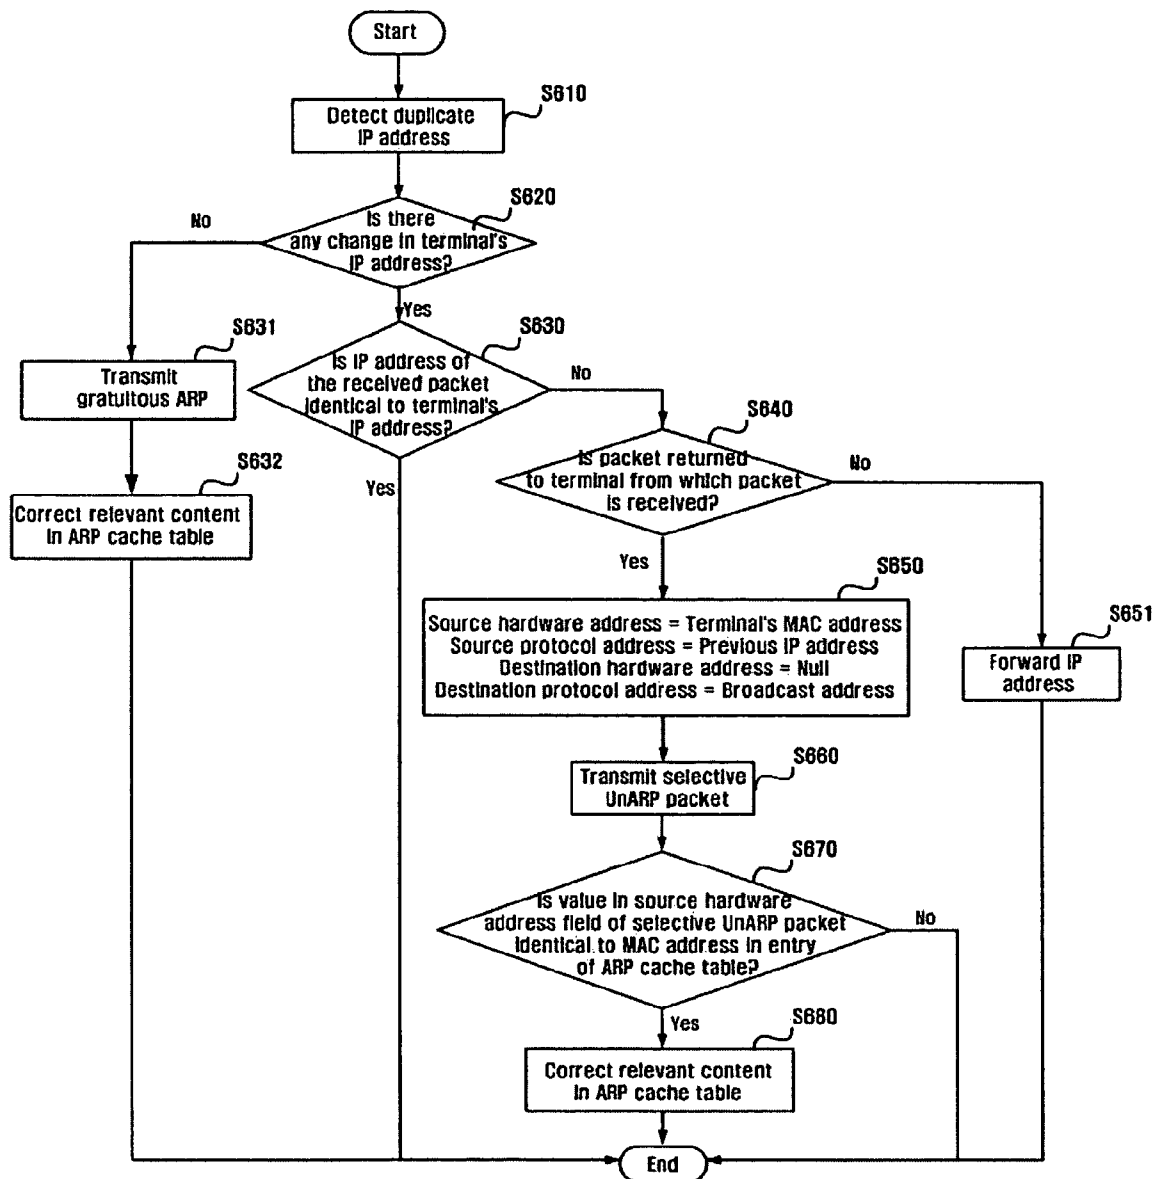 Start
S610
Detect duplicate
IP address
S620
No
Is there
any change in terminal's
IP address?
Yes
S631
S630
Transmit
gratuitous ARP
Is IP address of
the received packet
identical to terminal's
IP address?
No
S640
S632
Yes
Is packet returned
to terminal from which packet
is received?
No
Correct relevant content
in ARP cache table
Yes
S650
S651
Source hardware address = Terminal's MAC address
Source protocol address = Previous IP address
Destination hardware address = Null
Destination protocol address = Broadcast address
Forward IP
address
S660
Transmit selective
UnARP packet
S670
Is value in source hardware
address field of selective UnARP packet
identical to MAC address in entry
of ARP cache table?
No
Yes
S680
Correct relevant content
in ARP cache table
End